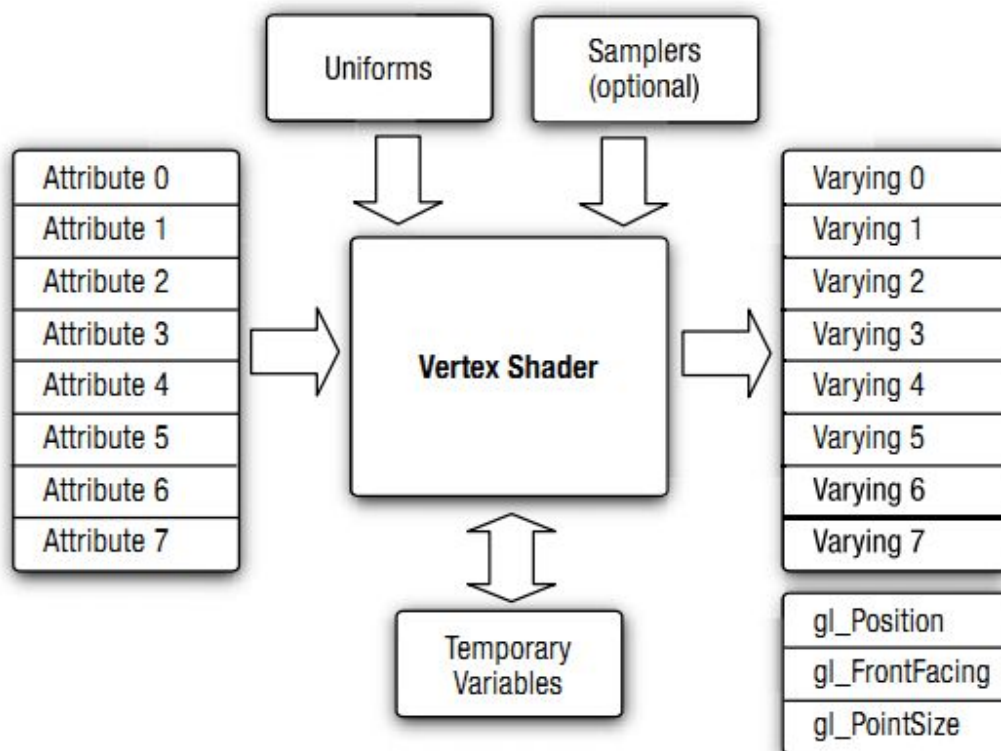 Uniforms
Samplers
(optional)
Attribute 0
Attribute 1
Attribute 2
Attribute 3
Attribute 4
Attribute 5
Attribute 6
Attribute 7
Vertex Shader
Varying 0
Varying 1
Varying 2
Varying 3
Varying 4
Varying 5
Varying 6
Varying 7
gl_Position
gl_FrontFacing
gl_PointSize
Temporary
Variables